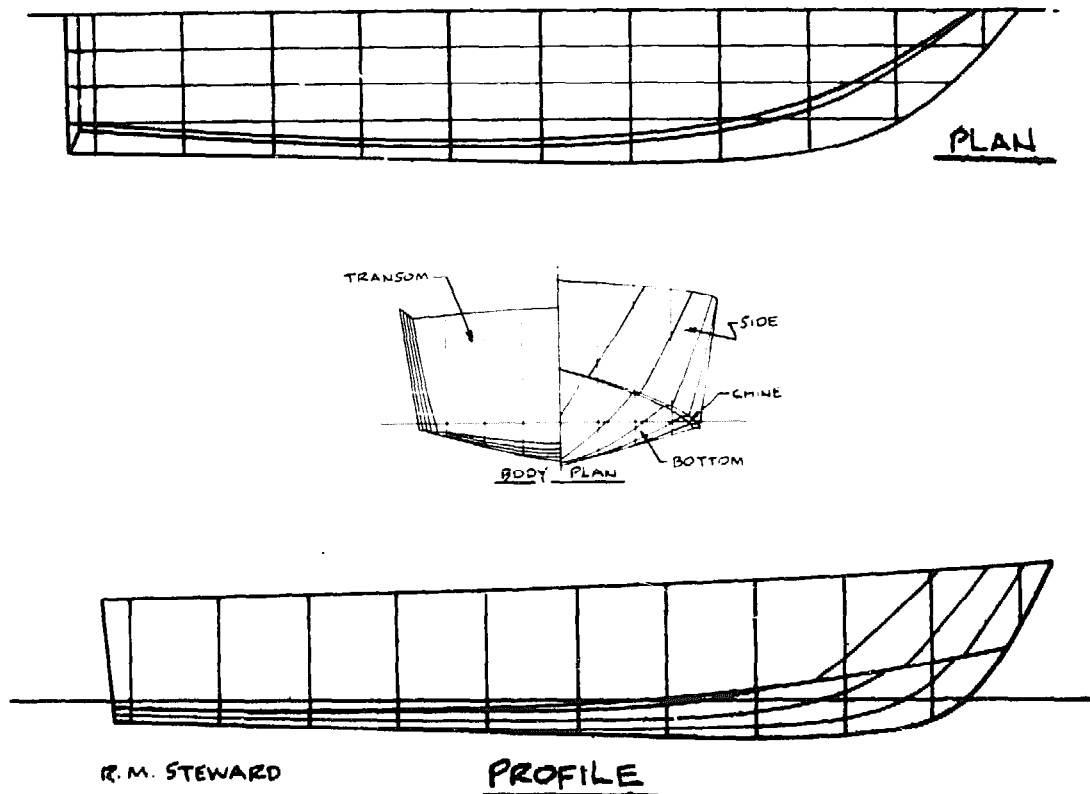 PLAN
TRANSOM
SIDE
CHINE
BOTTOM
BODY PLAN
R.M. STEWARD
PROFILE